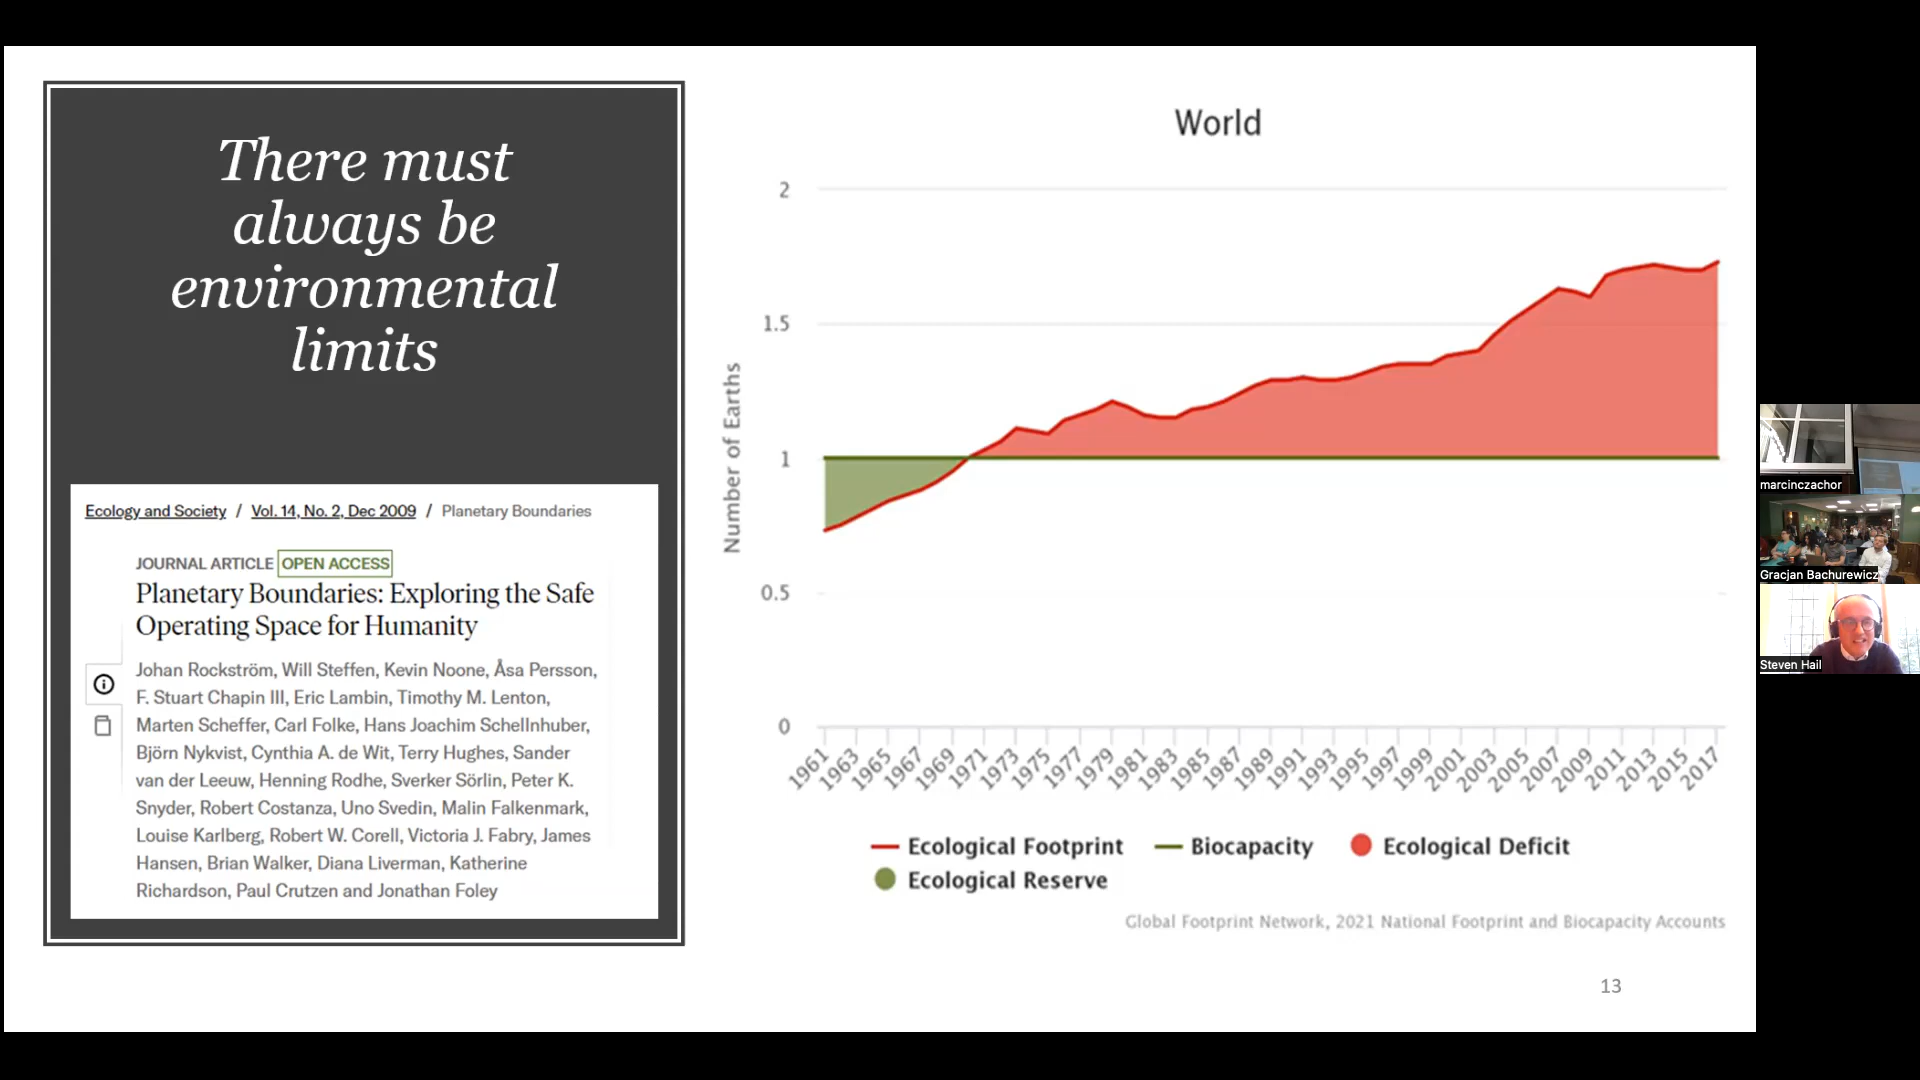 There must
always be
environmental
limits
Ecology and Society / Vol. 14, No. 2, Dec 2009 / Planetary Boundaries
JOURNAL ARTICLE OPEN ACCESS
Planetary Boundaries: Exploring the Safe
Operating Space for Humanity
Johan Rockström, Will Steffen, Kevin Noone, Åsa Persson,
F. Stuart Chapin III, Eric Lambin, Timothy M. Lenton,
Marten Scheffer, Carl Folke, Hans Joachim Schellnhuber,
Björn Nykvist, Cynthia A. de Wit, Terry Hughes, Sander
van der Leeuw, Henning Rodhe, Sverker Sörlin, Peter K.
Snyder, Robert Costanza, Uno Svedin, Malin Falkenmark,
Louise Karlberg, Robert W. Corell, Victoria J. Fabry, James
Hansen, Brian Walker, Diana Liverman, Katherine
Richardson, Paul Crutzen and Jonathan Foley
World
Number of Earths
2
1.5
1
0.5
0
1961 1963 1965 1967 1969 1971 1973 1975 1977 1979 1981 1983 1985 1987 1989 1991 1993 1995 1997 1999 2001 2003 2005 2007 2009 2011 2013 2015 2017
Ecological Footprint Biocapacity Ecological Deficit
Ecological Reserve
Global Footprint Network, 2021 National Footprint and Biocapacity Accounts
13
marcinczachor
Gracjan Bachurewicz
Steven Hail